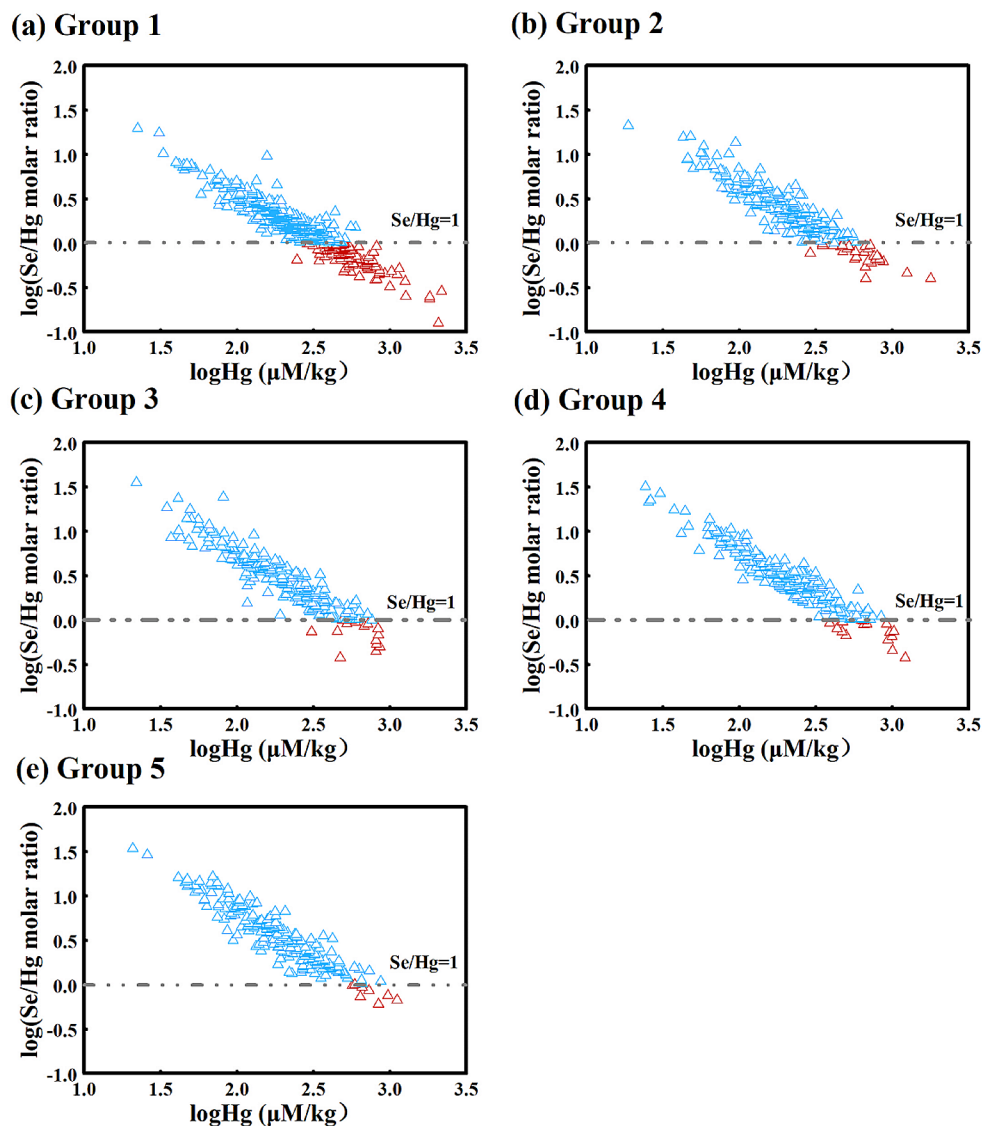 (a) Group 1
2.0
1.5
1.0
0.5
0.0
-0.5
-1.0
log(Se/Hg molar ratio)
Se/Hg=1
1.0 1.5 2.0 2.5 3.0 3.5
logHg (μM/kg）
(b) Group 2
2.0
1.5
1.0
0.5
0.0
-0.5
-1.0
log(Se/Hg molar ratio)
Se/Hg=1
1.0 1.5 2.0 2.5 3.0 3.5
logHg (μM/kg）
(c) Group 3
2.0
1.5
1.0
0.5
0.0
-0.5
-1.0
log(Se/Hg molar ratio)
Se/Hg=1
1.0 1.5 2.0 2.5 3.0 3.5
logHg (μM/kg）
(d) Group 4
2.0
1.5
1.0
0.5
0.0
-0.5
-1.0
log(Se/Hg molar ratio)
Se/Hg=1
1.0 1.5 2.0 2.5 3.0 3.5
logHg (μM/kg）
(e) Group 5
2.0
1.5
1.0
0.5
0.0
-0.5
-1.0
log(Se/Hg molar ratio)
Se/Hg=1
1.0 1.5 2.0 2.5 3.0 3.5
logHg (μM/kg）